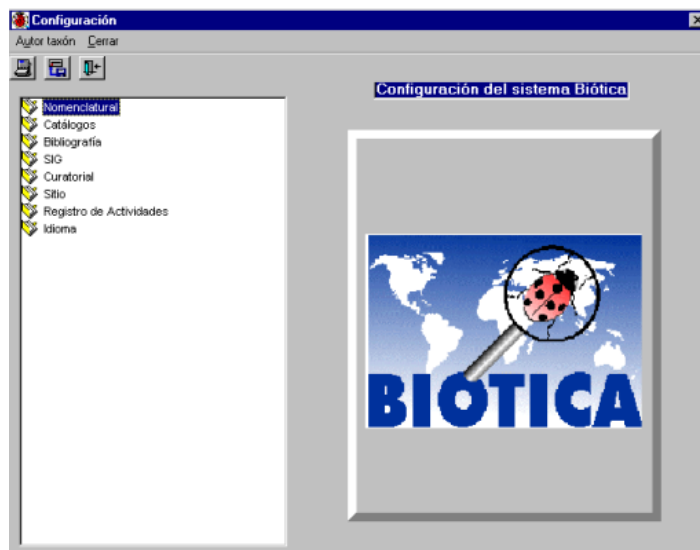 Configuración
Autor taxón Cerrar
Configuración del sistema Biótica
Nomenclatural
Catálogos
Bibliografía
SIG
Curatorial
Sitio
Registro de Actividades
Idioma
BIOTICA